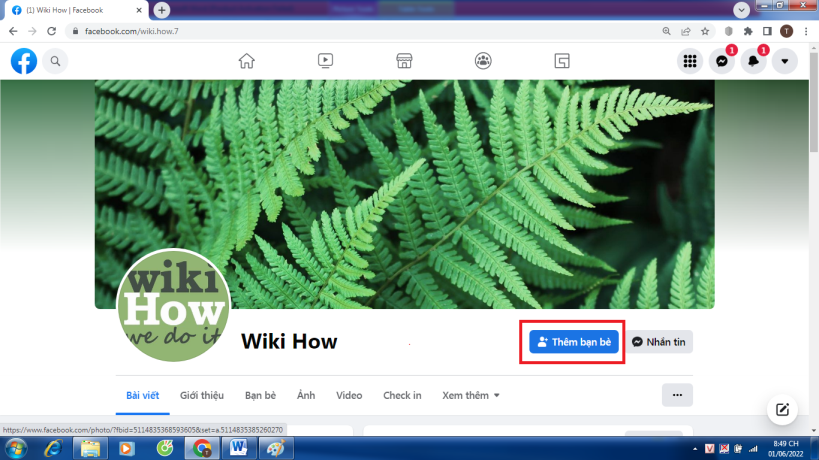 (1) Wiki How | Facebook
facebook.com/wiki.how.7
T
1
1
wiki
How
we do it
Wiki How
Thêm bạn bè
Nhắn tin
Bài viết
Giới thiệu
Bạn bè
Ảnh
Video
Check in
Xem thêm
https://www.facebook.com/photo/?fbid=5114835368593605&set=a.5114835385260270
8:49 CH
01/06/2022